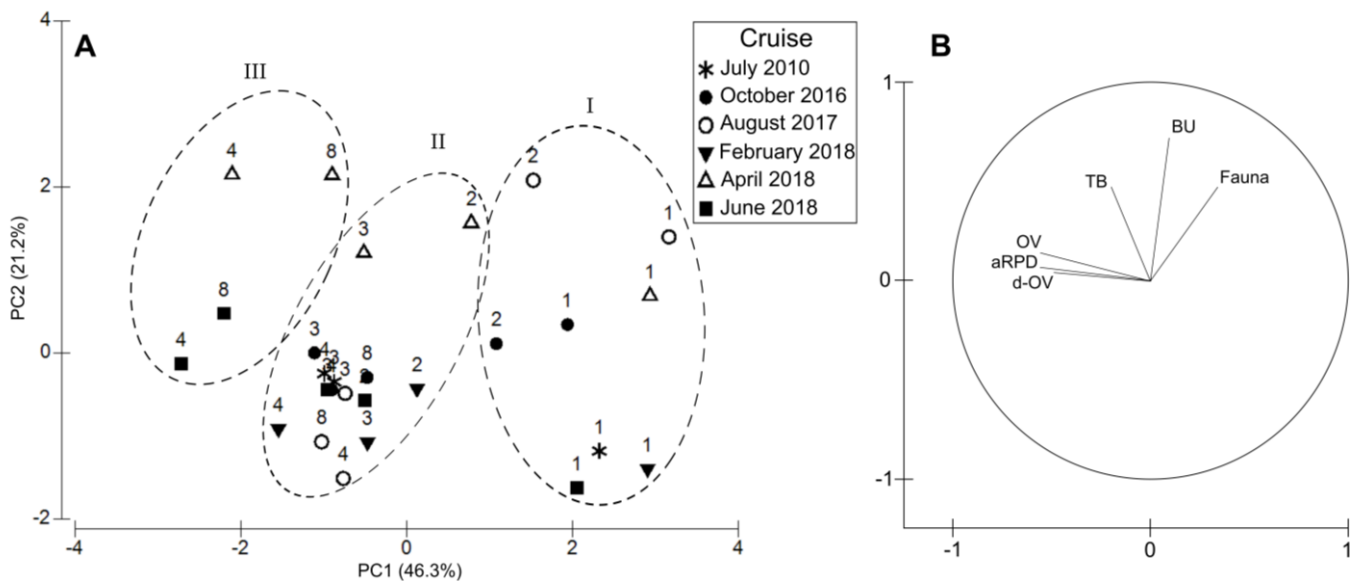 A
B
Cruise
July 2010
October 2016
August 2017
February 2018
April 2018
June 2018
III
II
I
4
8
2
1
3
2
1
1
2
8
4
3
4
3
3
8
2
4
8
3
4
1
1
1
4
2
0
-2
-4
-2
0
2
4
PC2 (21.2%)
PC1 (46.3%)
BU
TB
Fauna
OV
aRPD
d-OV
1
0
-1
-1
0
1